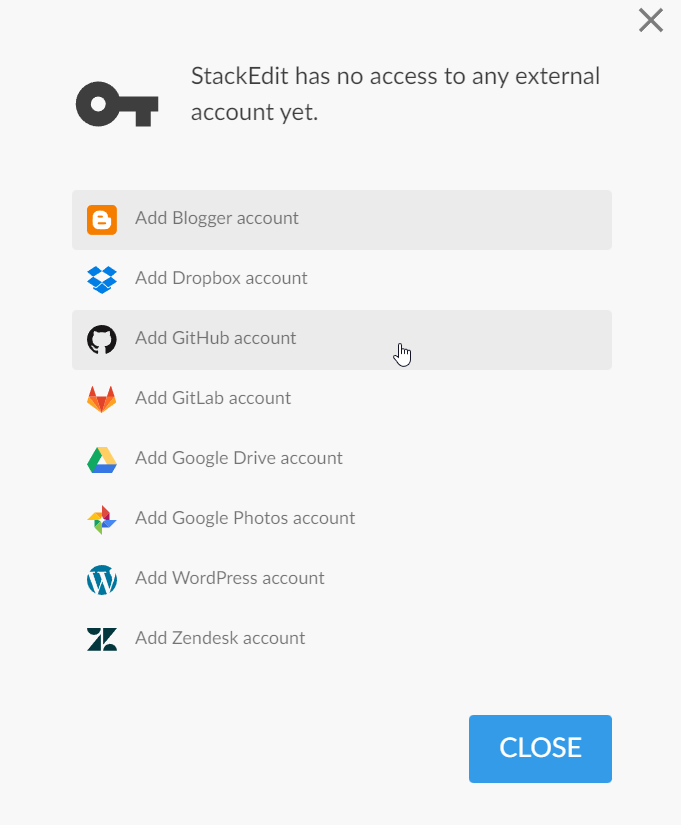 StackEdit has no access to any external
account yet.
Add Blogger account
Add Dropbox account
Add GitHub account
Add GitLab account
Add Google Drive account
Add Google Photos account
Add WordPress account
Add Zendesk account
CLOSE